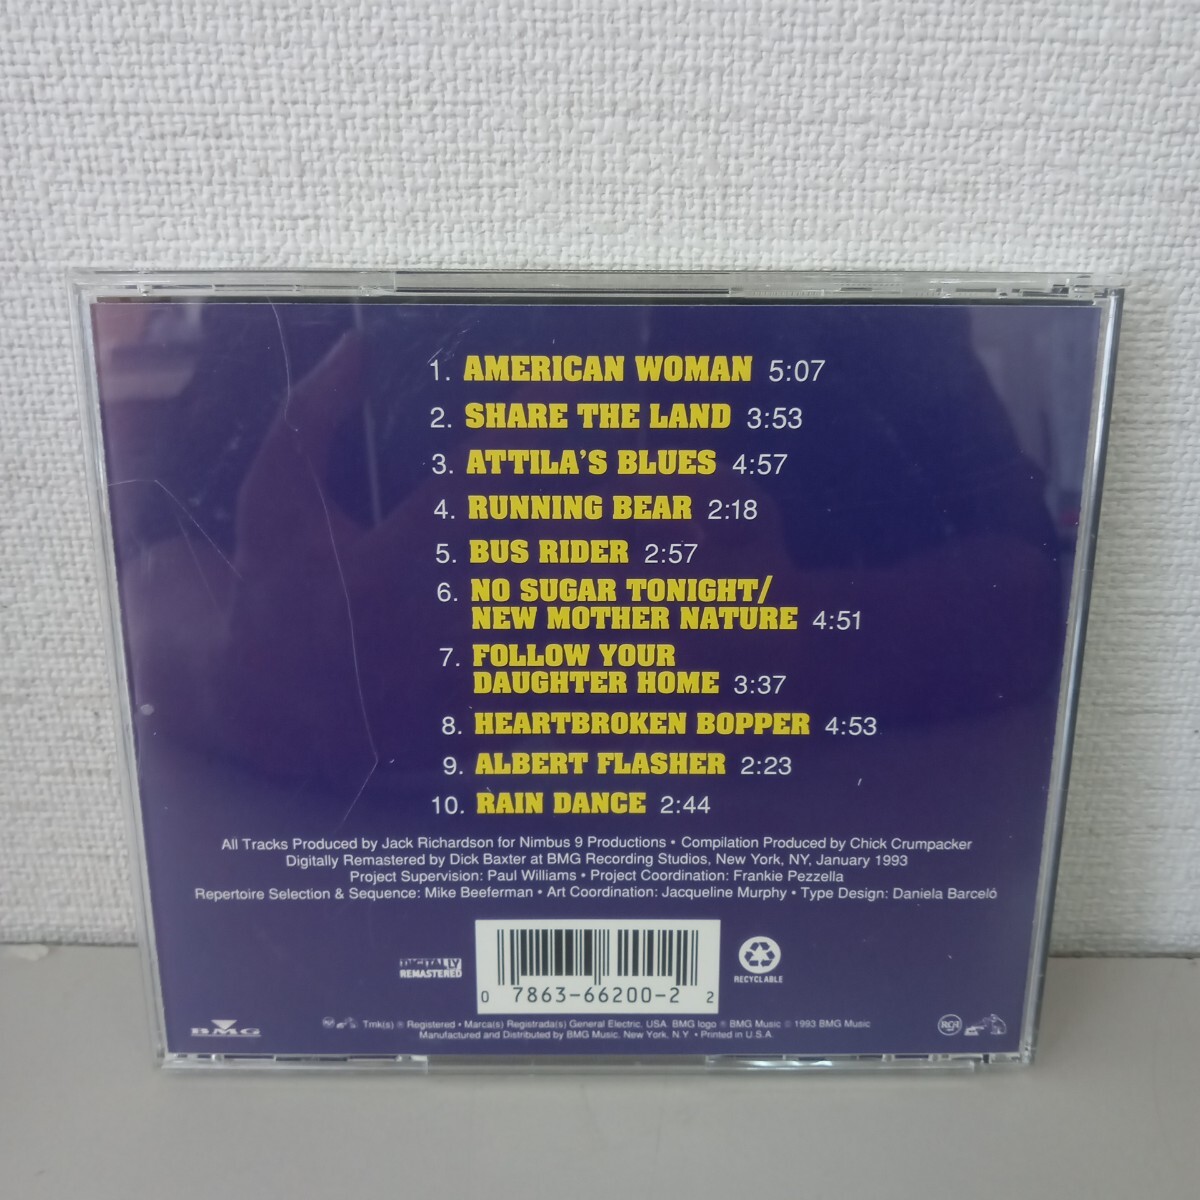 1. AMERICAN WOMAN 5:07
2. SHARE THE LAND 3:53
3. ATTILA'S BLUES 4:57
4. RUNNING BEAR 2:18
5. BUS RIDER 2:57
6. NO SUGAR TONIGHT/
NEW MOTHER NATURE 4:51
7. FOLLOW YOUR
DAUGHTER HOME 3:37
8. HEARTBROKEN BOPPER 4:53
9. ALBERT FLASHER 2:23
10. RAIN DANCE 2:44
All Tracks Produced by Jack Richardson for Nimbus 9 Productions • Compilation Produced by Chick Crumpacker
Digitally Remastered by Dick Baxter at BMG Recording Studios, New York, NY, January 1993
Project Supervision: Paul Williams • Project Coordination: Frankie Pezzella
Repertoire Selection & Sequence: Mike Beeferman • Art Coordination: Jacqueline Murphy • Type Design: Daniela Barceló
DIGITALLY
REMASTERED
0 7863-66200-2 2
RECYCLABLE
BMG
Tmk(s) ® Registered • Marca(s) Registrada(s) General Electric, USA. BMG logo ® BMG Music © 1993 BMG Music
Manufactured and Distributed by BMG Music, New York, N.Y. • Printed in U.S.A.
RCA